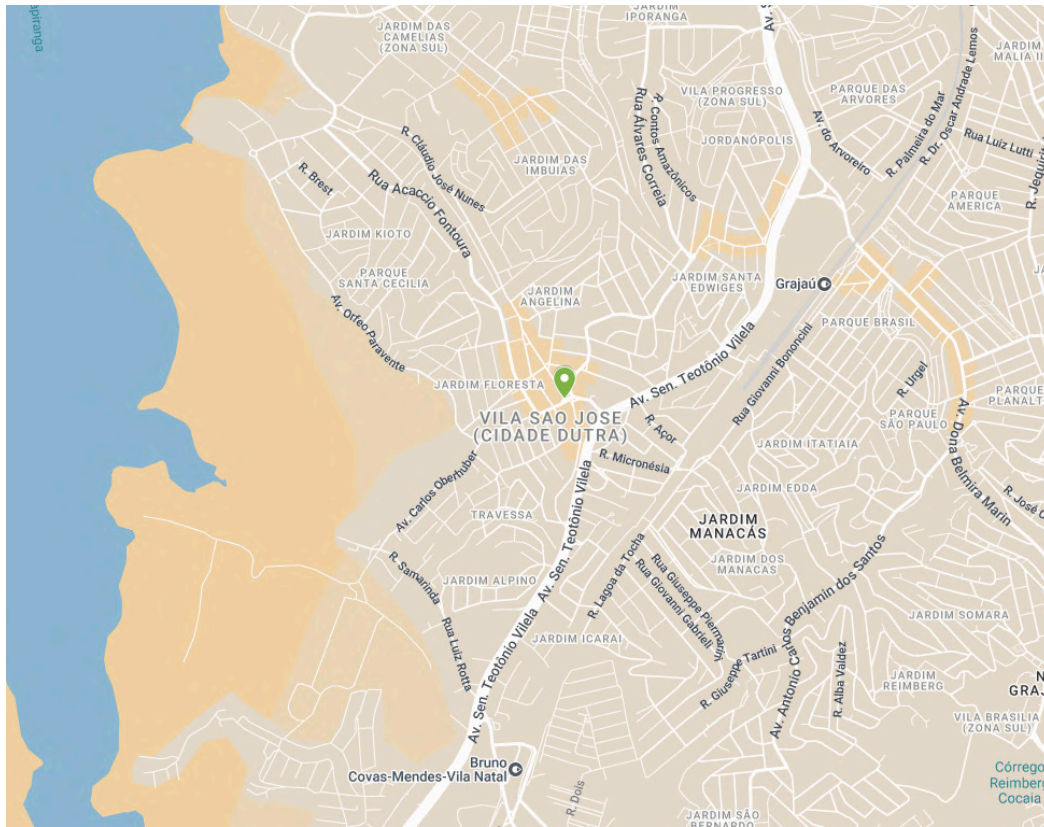 apiranga
JARDIM DAS
CAMELIAS
(ZONA SUL)
JARDIM
IPORANGA
Av. S
JARDIM
MALIA II
VILA PROGRESSO
(ZONA SUL)
PARQUE DAS
ARVORES
R. Dr. Oscar Andrade Lemos
R. Palmeira do Mar
Rua Álvares Correia
R. Contos Amazônicos
JORDANÓPOLIS
Av. do Arvoreiro
Rua Luiz Lutti
R. Cláudio José Nunes
JARDIM DAS
IMBUIAS
R. Brest
Rua Acaccio Fontoura
PARQUE
AMERICA
R. Jequirit
JARDIM KIOTO
PARQUE
SANTA CECILIA
JARDIM
ANGELINA
JARDIM SANTA
EDWIGES
Grajaú
Av. Orfeo Paravente
PARQUE BRASIL
Av. Sen. Teotônio Vilela
Rua Giovanni Bononcini
R. Urgel
JARDIM FLORESTA
PARQUE
PLANALT
VILA SAO JOSE
(CIDADE DUTRA)
R. Açor
PARQUE
SÃO PAULO
Av. Dona Belmira Marin
JARDIM ITATIAIA
R. Micronésia
Av. Carlos Oberhuber
JARDIM EDDA
R. José C
TRAVESSA
Av. Sen. Teotônio Vilela
JARDIM
MANACÁS
R. Samarinda
JARDIM ALPINO
R. Lagoa da Tocha
Rua Giuseppe Piermarini
Rua Giovanni Gabrieli
JARDIM DOS
MANACAS
Av. Antonio Carlos Benjamin dos Santos
JARDIM SOMARA
Rua Luiz Rotta
Av. Sen. Teotônio Vilela
JARDIM ICARAI
R. Giuseppe Tartini
R. Alba Valdez
JARDIM
REIMBERG
N
GRAJ
VILA BRASILIA
(ZONA SUL)
Bruno
Covas-Mendes-Vila Natal
R. Dois
Córrego
Reimberg
Cocaia
JARDIM SÃO
BERNARDO